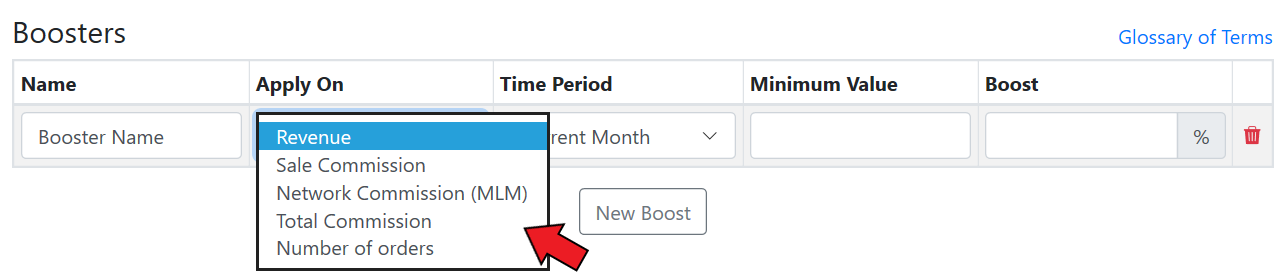 Boosters
Glossary of Terms
Name Apply On Time Period Minimum Value Boost
Booster Name rent Month %
Revenue
Sale Commission
Network Commission (MLM)
Total Commission
Number of orders
New Boost